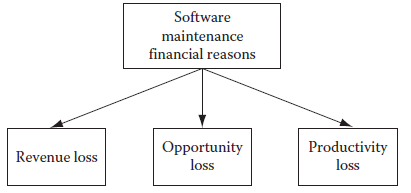 Software
maintenance
financial reasons
Revenue loss
Opportunity
loss
Productivity
loss